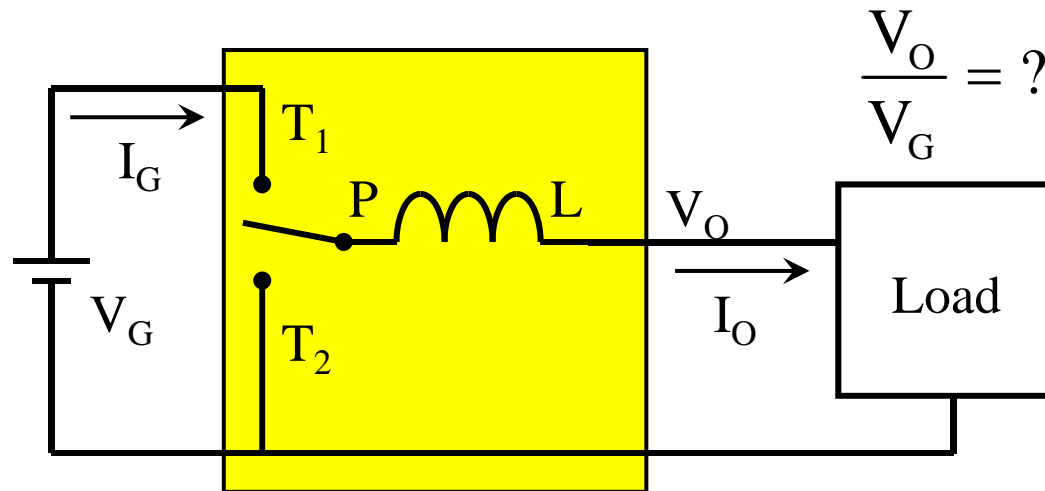 V_O / V_G = ?
I_G
T_1
P
L
V_O
V_G
T_2
I_O
Load